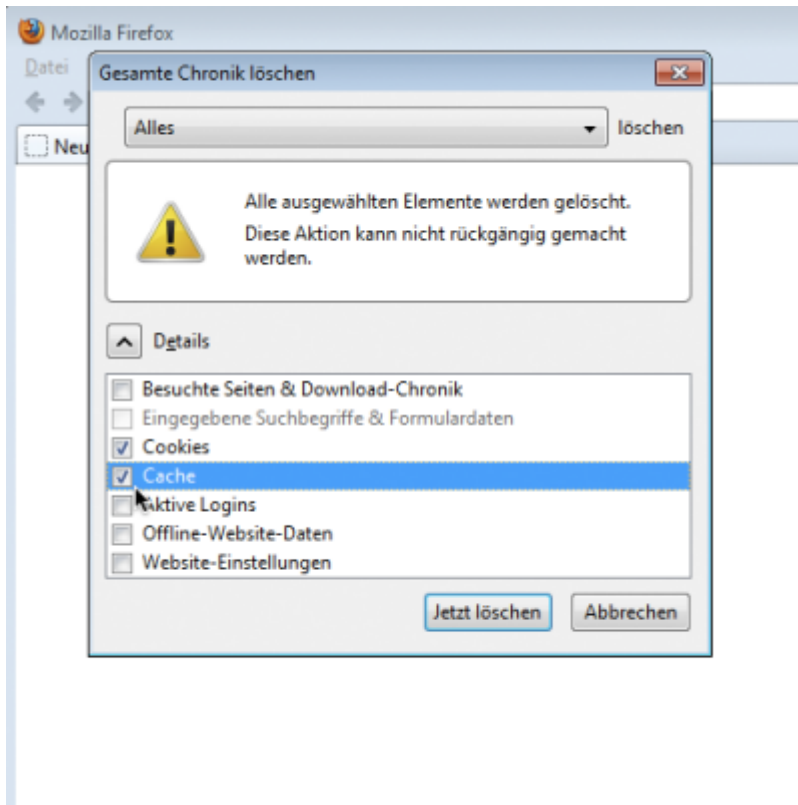 Mozilla Firefox
Datei
Gesamte Chronik löschen
Neu
Alles
löschen
Alle ausgewählten Elemente werden gelöscht.
Diese Aktion kann nicht rückgängig gemacht
werden.
Details
Besuchte Seiten & Download-Chronik
Eingegebene Suchbegriffe & Formulardaten
Cookies
Cache
Aktive Logins
Offline-Website-Daten
Website-Einstellungen
Jetzt löschen
Abbrechen